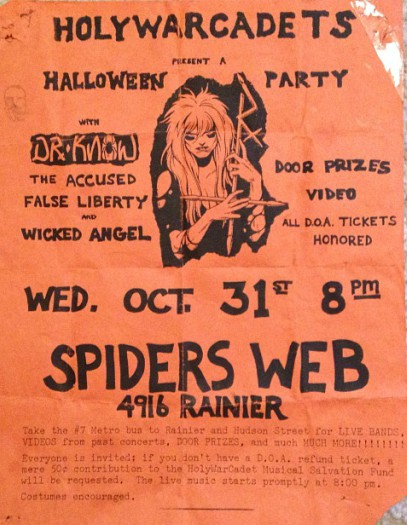 HOLYWARCADETS
PRESENT A
HALLOWEEN PARTY
WITH
DR. KNOW
THE ACCUSED
FALSE LIBERTY
AND
WICKED ANGEL
DOOR PRIZES
VIDEO
ALL D.O.A. TICKETS
HONORED
WED. OCT. 31ST 8PM
SPIDERS WEB
4916 RAINIER
Take the #7 Metro bus to Rainier and Hudson Street for LIVE BANDS,
VIDEOS from past concerts, DOOR PRIZES, and much MUCH MORE!!!!!!!!
Everyone is invited; if you don't have a D.O.A. refund ticket, a
mere 50¢ contribution to the HolyWarCadet Musical Salvation Fund
will be requested. The live music starts promptly at 8:00 pm.
Costumes encouraged.